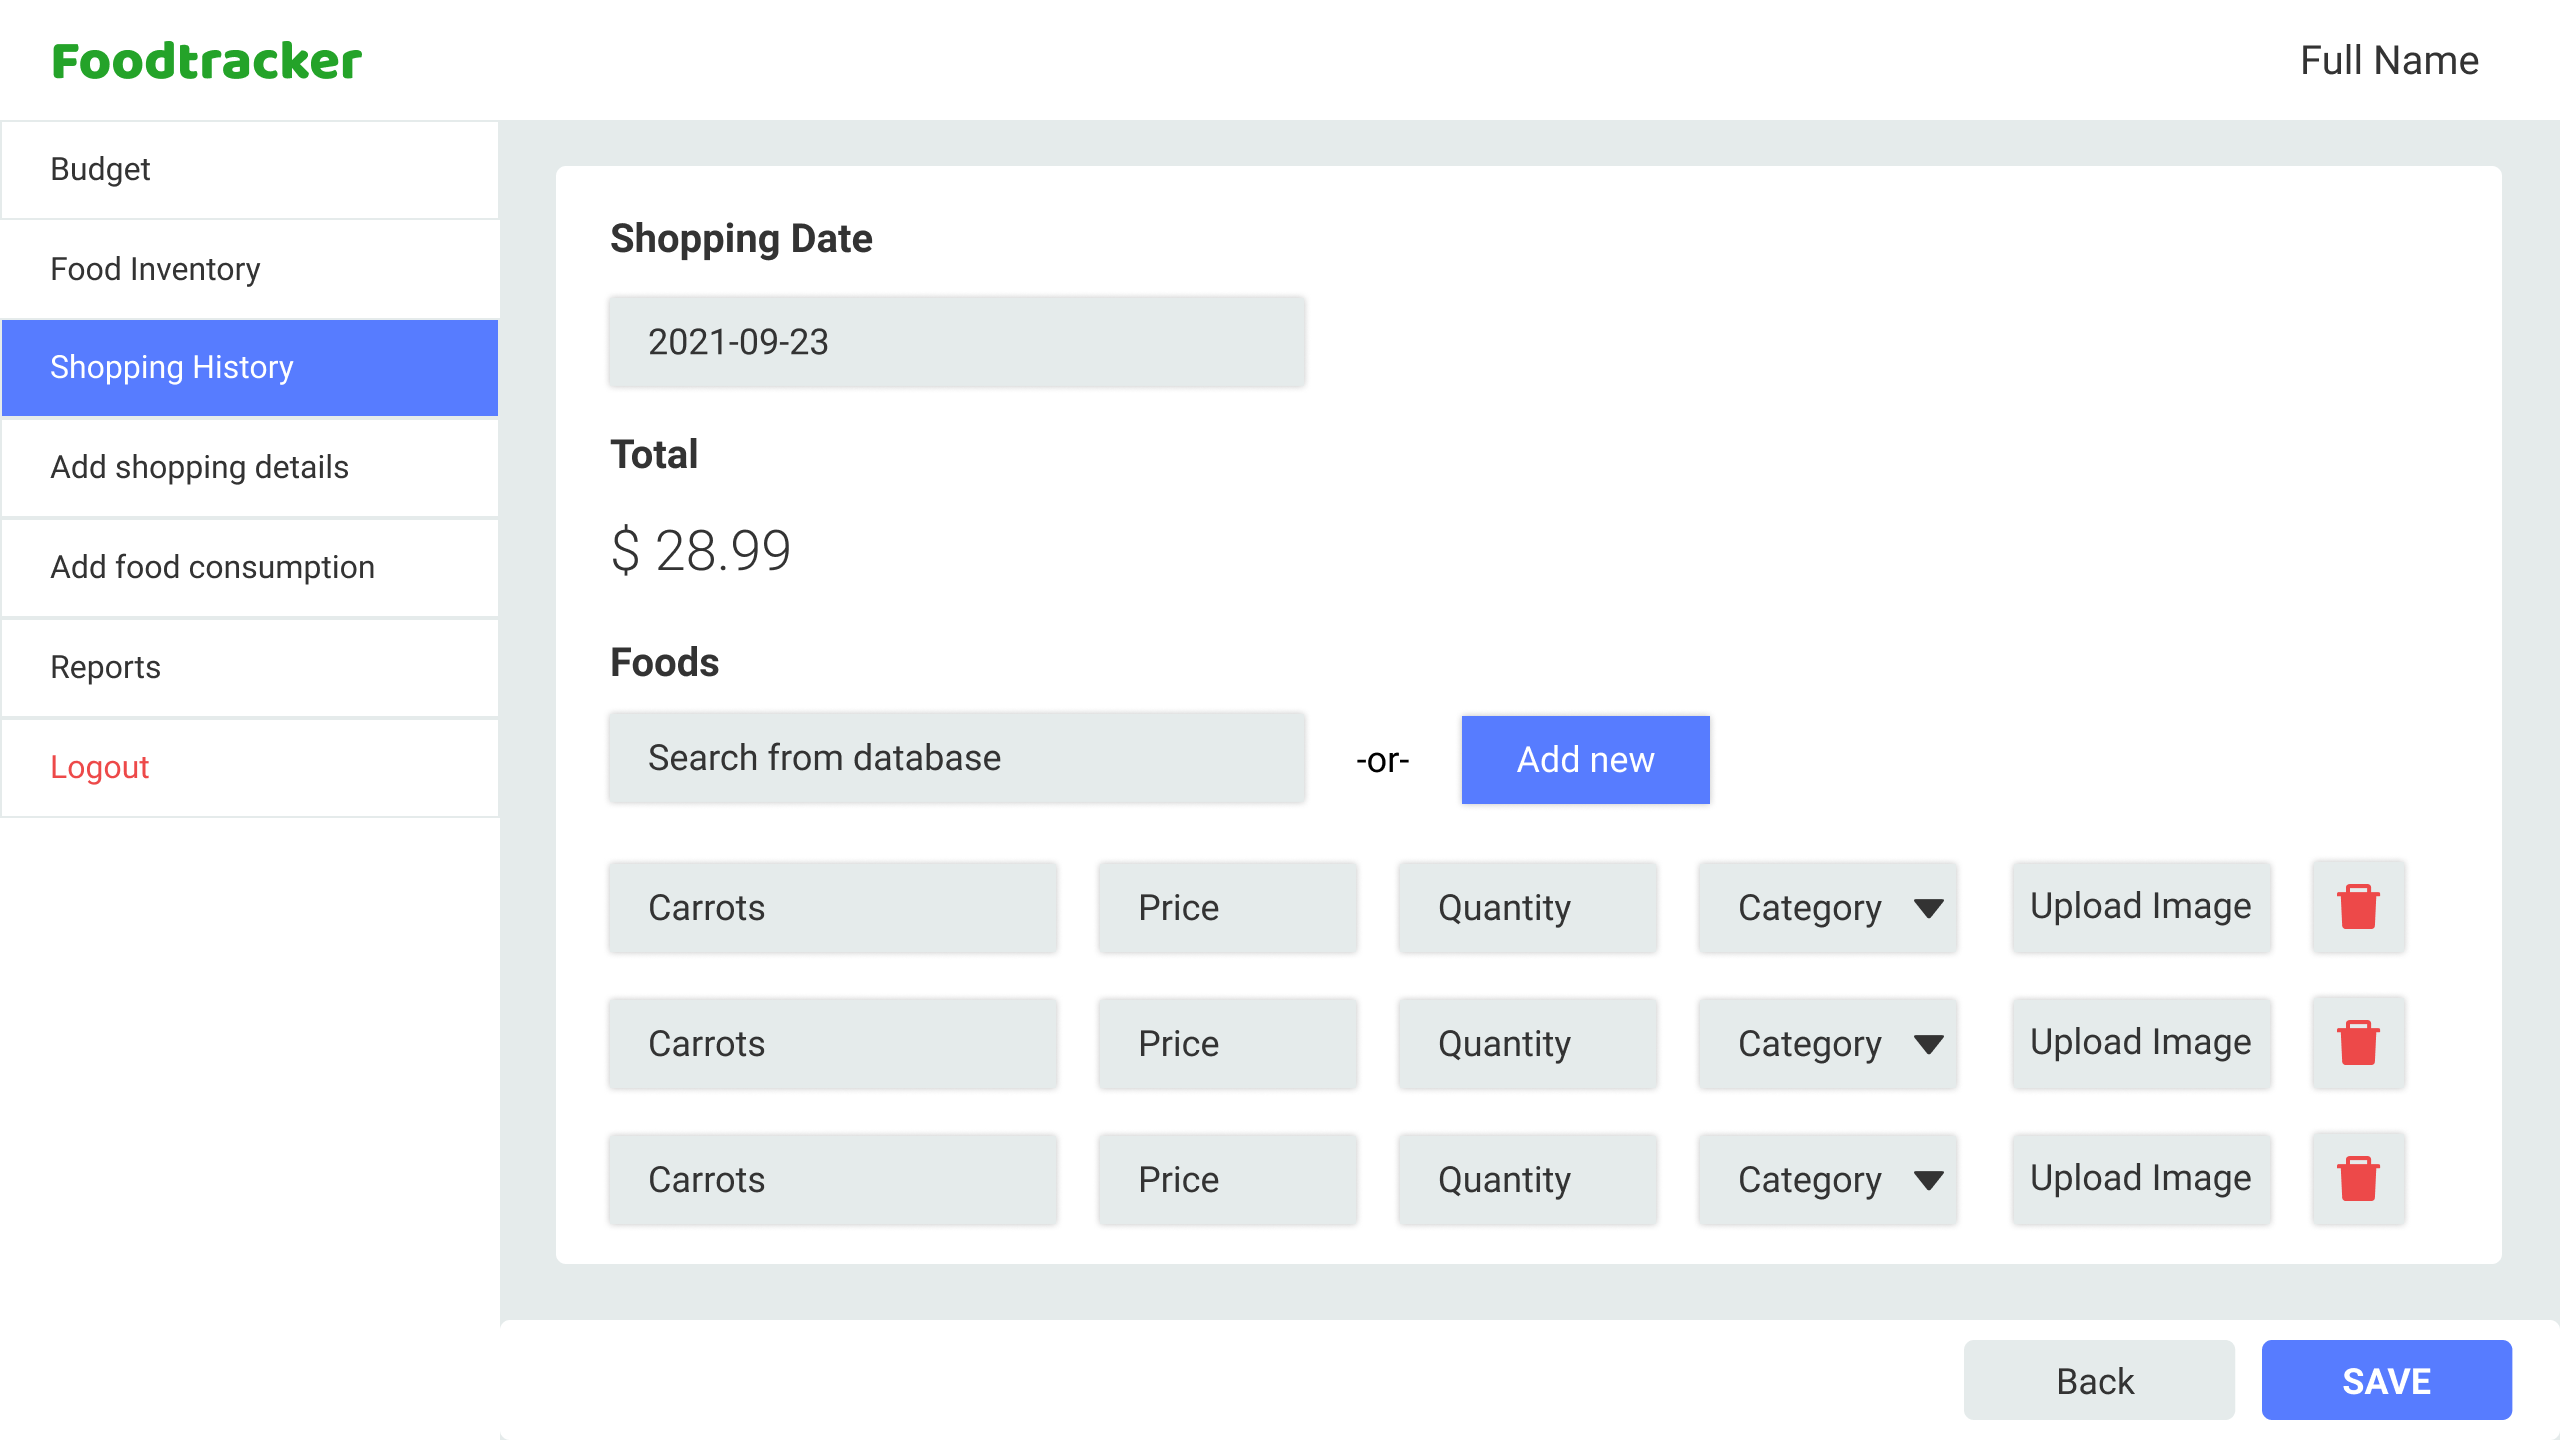 Foodtracker
Full Name
Budget
Food Inventory
Shopping History
Add shopping details
Add food consumption
Reports
Logout
Shopping Date
2021-09-23
Total
$ 28.99
Foods
Search from database -or- Add new
Carrots Price Quantity Category Upload Image
Carrots Price Quantity Category Upload Image
Carrots Price Quantity Category Upload Image
Back SAVE